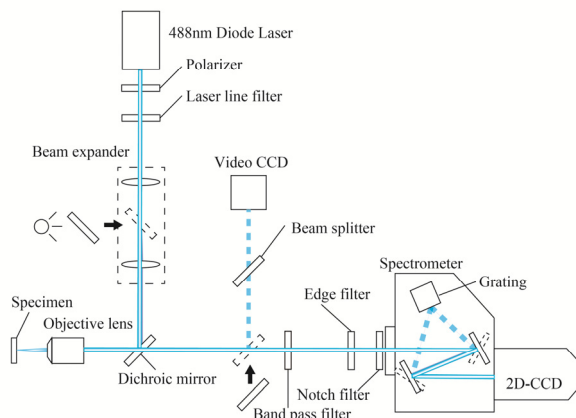 488nm Diode Laser
Polarizer
Laser line filter
Beam expander
Video CCD
Beam splitter
Spectrometer
Grating
Edge filter
Specimen
Objective lens
Dichroic mirror
Notch filter
2D-CCD
Band pass filter